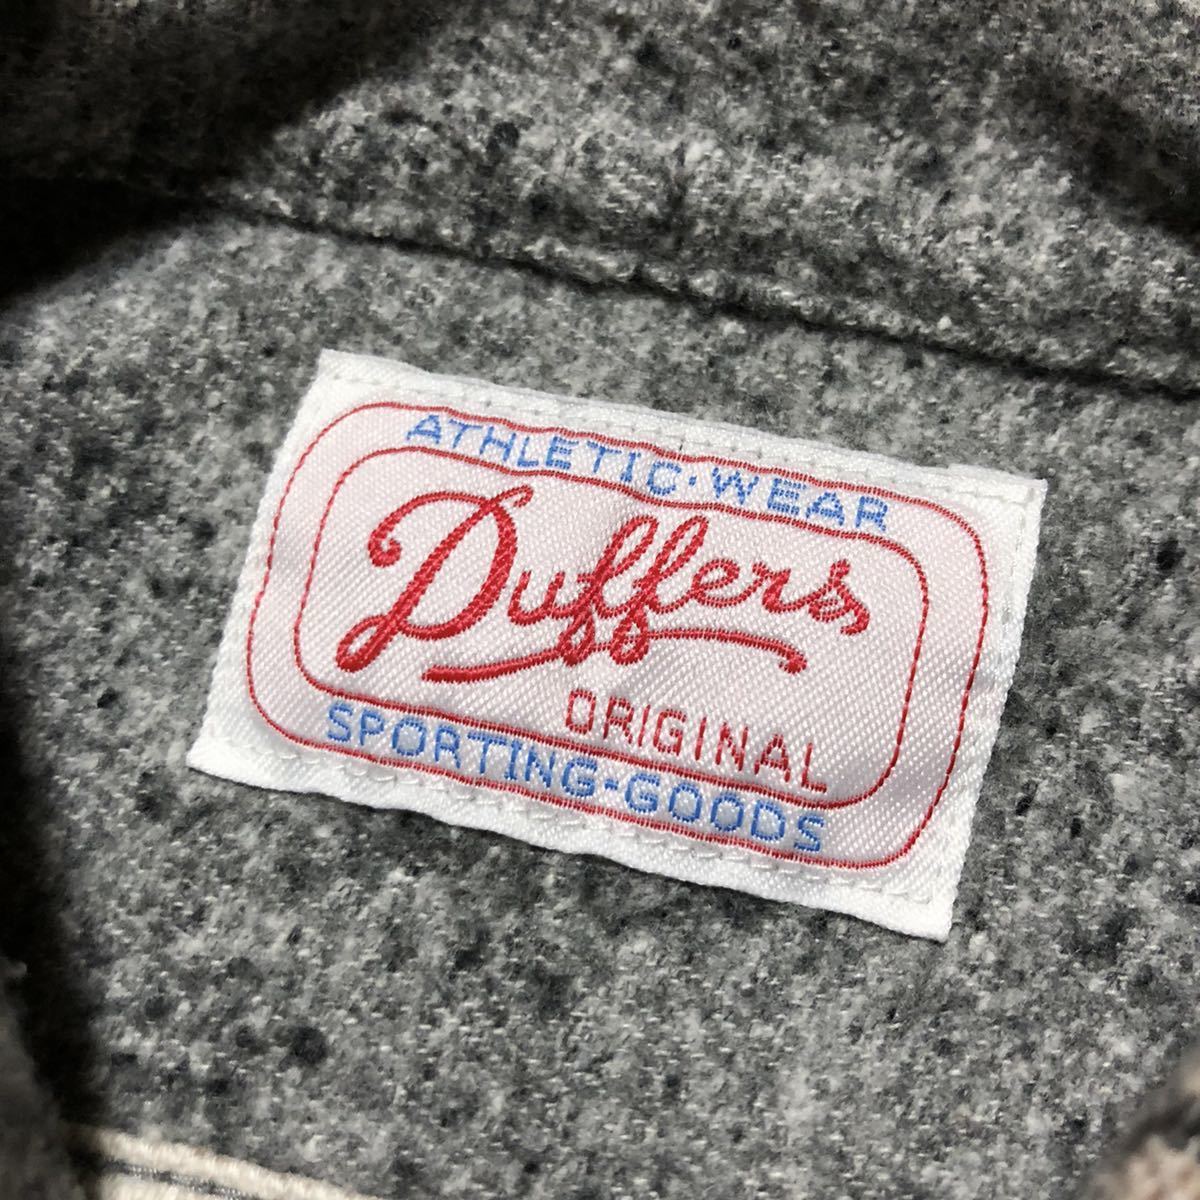 ATHLETIC·WEAR
Duffers
ORIGINAL
SPORTING-GOODS